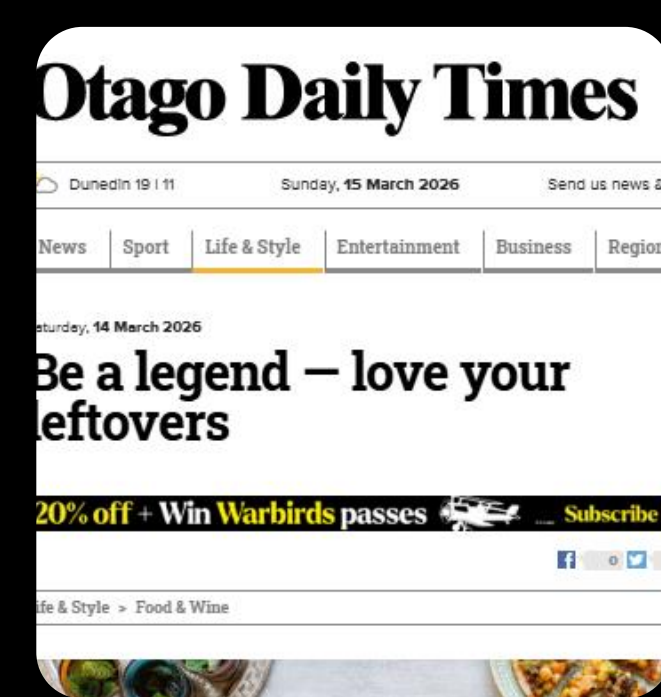 Otago Daily Times
Dunedin 19 | 11 Sunday, 15 March 2026 Send us news &
News Sport Life & Style Entertainment Business Region
aturday, 14 March 2026
Be a legend — love your
leftovers
20% off + Win Warbirds passes Subscribe
0
ife & Style > Food & Wine